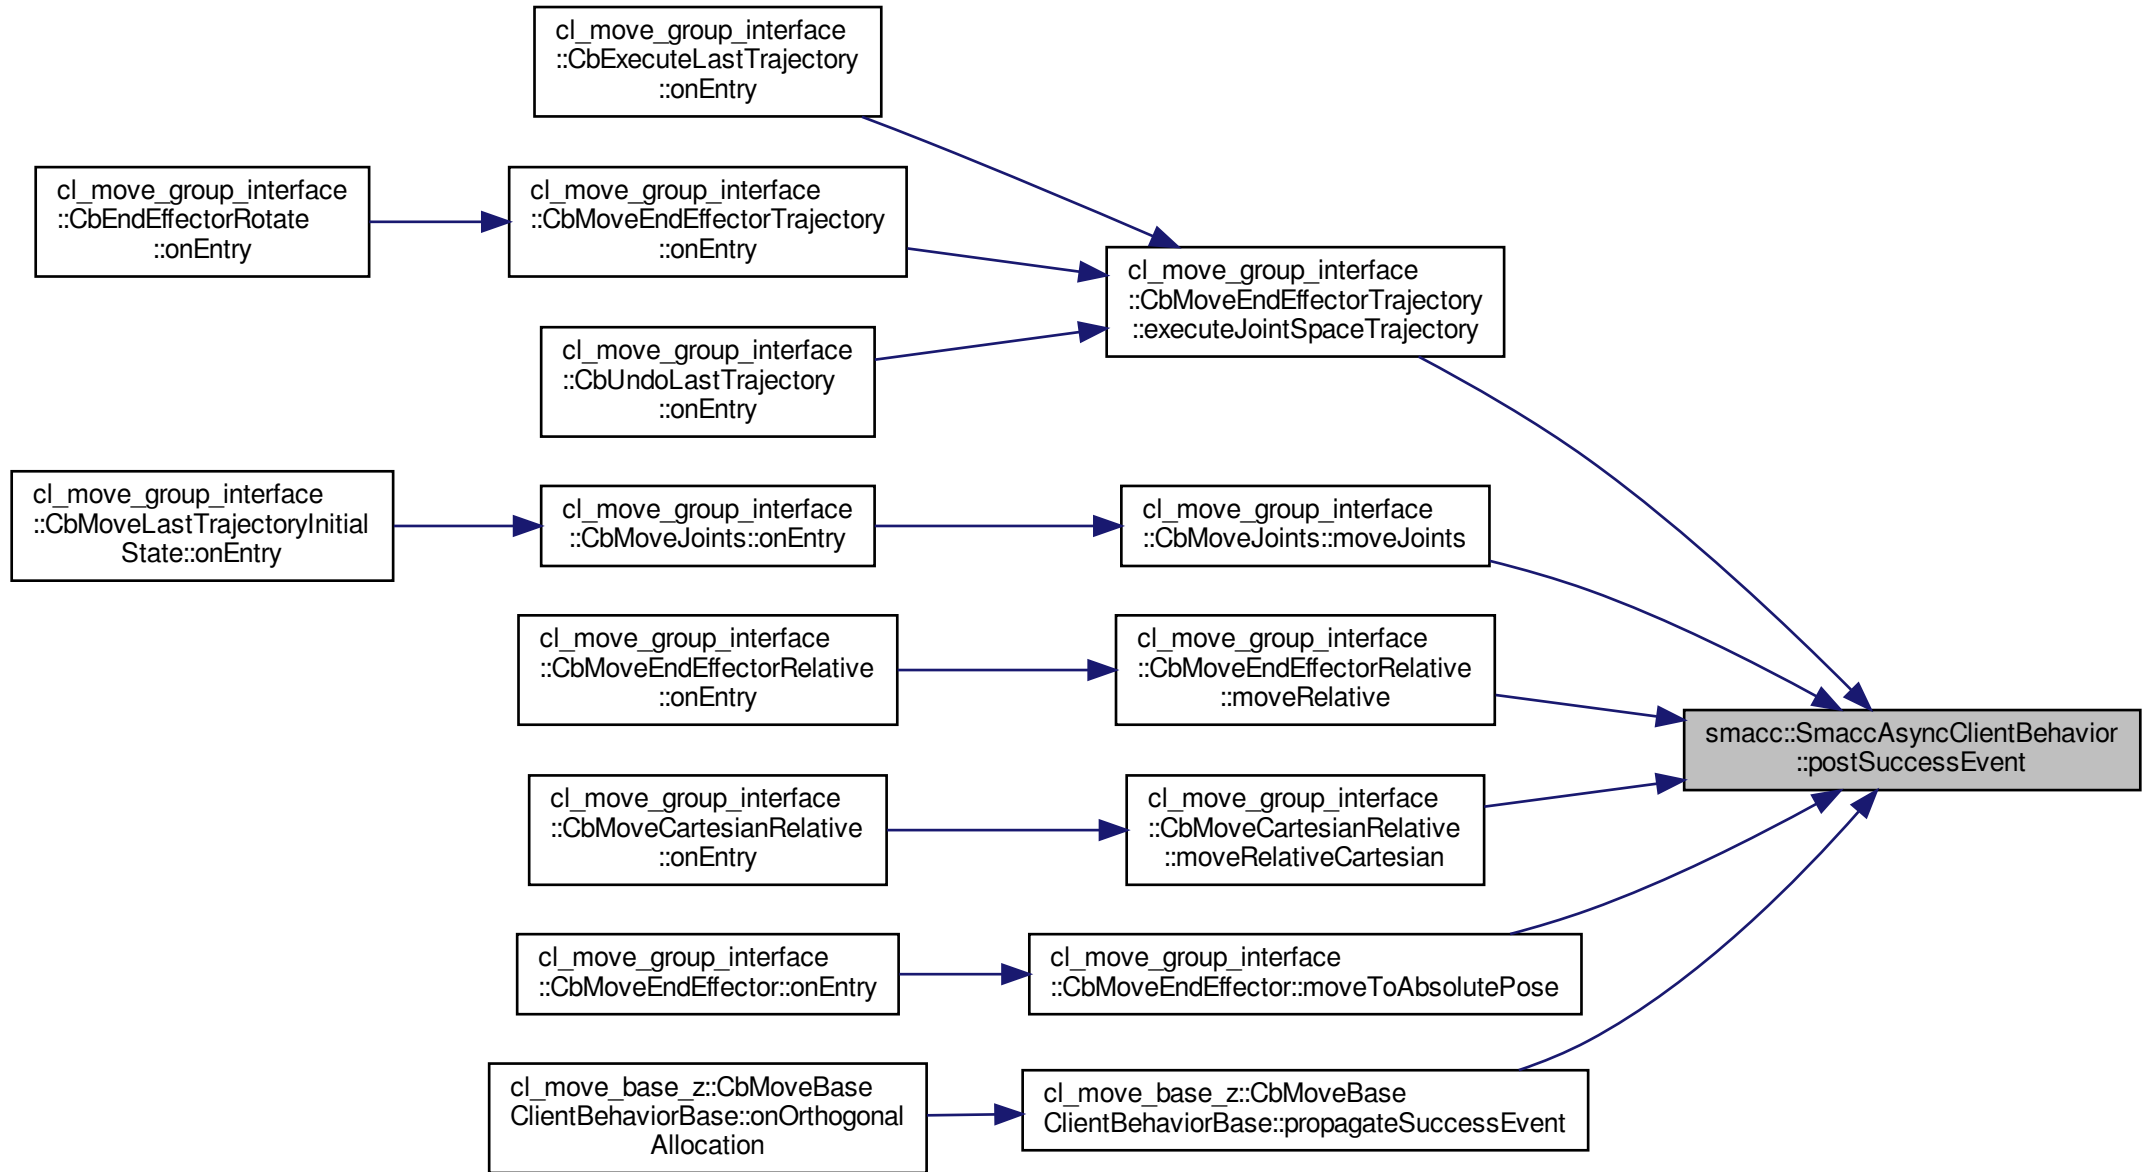 cl_move_group_interface
::CbExecuteLastTrajectory
::onEntry
cl_move_group_interface
::CbEndEffectorRotate
::onEntry
cl_move_group_interface
::CbMoveEndEffectorTrajectory
::onEntry
cl_move_group_interface
::CbMoveEndEffectorTrajectory
::executeJointSpaceTrajectory
cl_move_group_interface
::CbUndoLastTrajectory
::onEntry
cl_move_group_interface
::CbMoveLastTrajectoryInitial
State::onEntry
cl_move_group_interface
::CbMoveJoints::onEntry
cl_move_group_interface
::CbMoveJoints::moveJoints
cl_move_group_interface
::CbMoveEndEffectorRelative
::onEntry
cl_move_group_interface
::CbMoveEndEffectorRelative
::moveRelative
smacc::SmaccAsyncClientBehavior
::postSuccessEvent
cl_move_group_interface
::CbMoveCartesianRelative
::onEntry
cl_move_group_interface
::CbMoveCartesianRelative
::moveRelativeCartesian
cl_move_group_interface
::CbMoveEndEffector::onEntry
cl_move_group_interface
::CbMoveEndEffector::moveToAbsolutePose
cl_move_base_z::CbMoveBase
ClientBehaviorBase::onOrthogonal
Allocation
cl_move_base_z::CbMoveBase
ClientBehaviorBase::propagateSuccessEvent